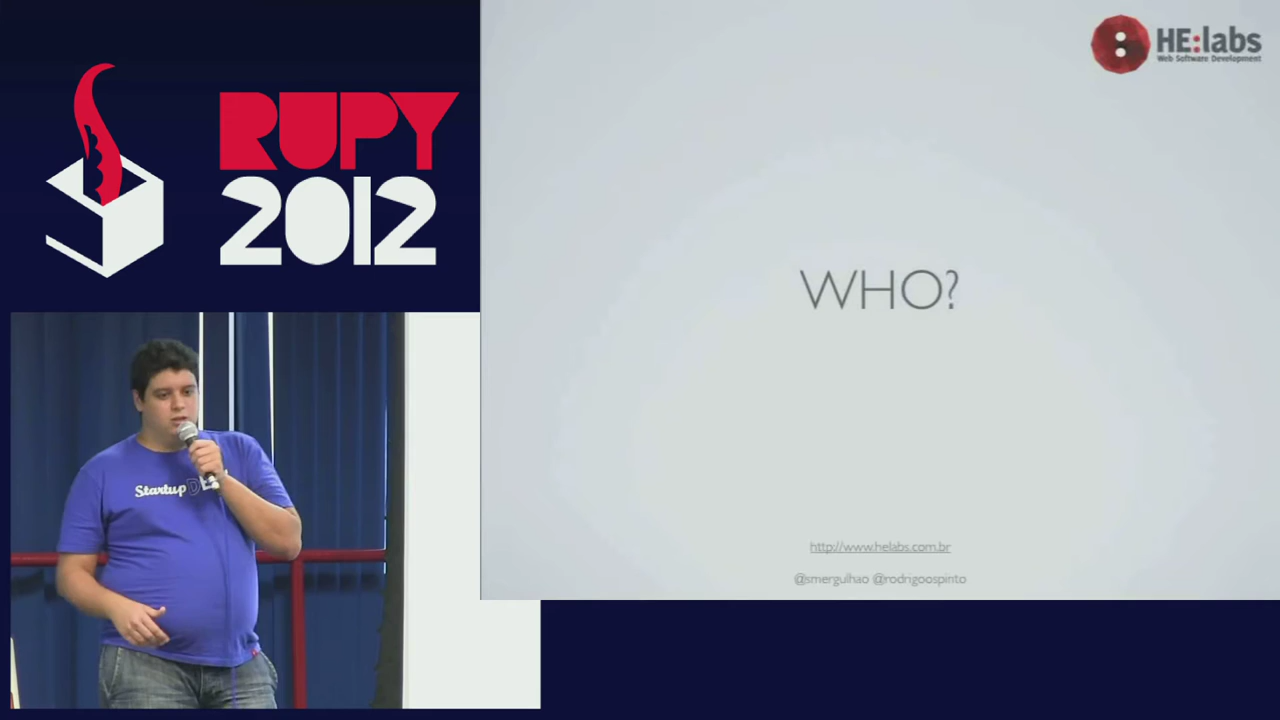 RUPY
2012
HE:labs
Web Software Development
WHO?
Startup
http://www.helabs.com.br
@smergulhao @rodrigoospinto